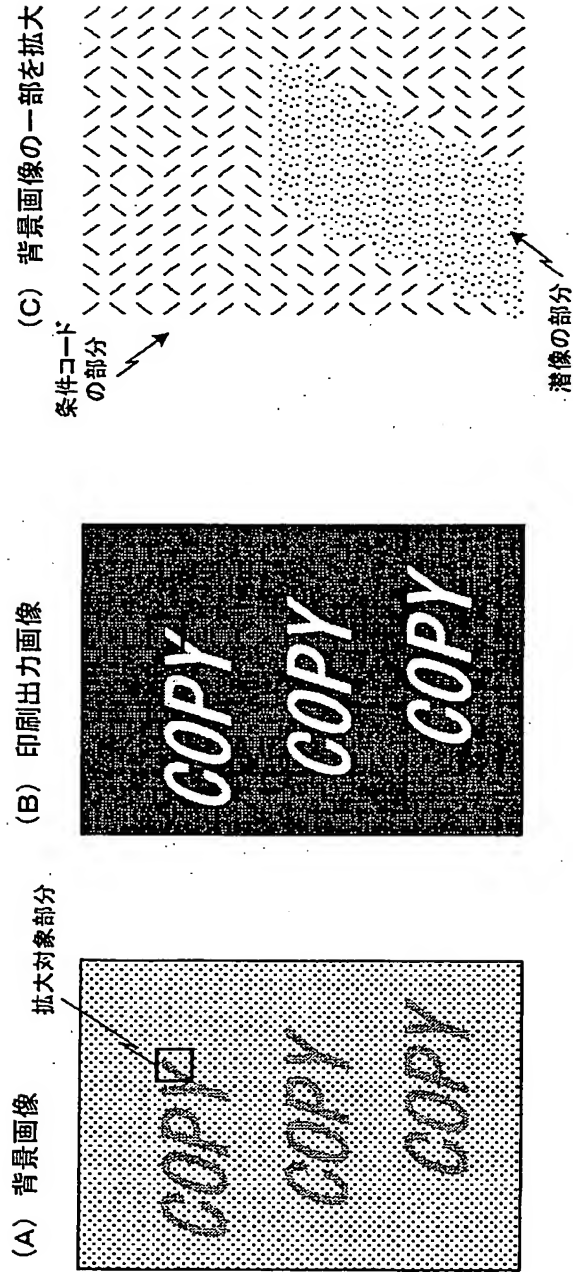 (A) 背景画像
拡大対象部分
COPY
COPY
COPY
(B) 印刷出力画像
COPY
COPY
COPY
(C) 背景画像の一部を拡大
条件コード
の部分
潜像の部分